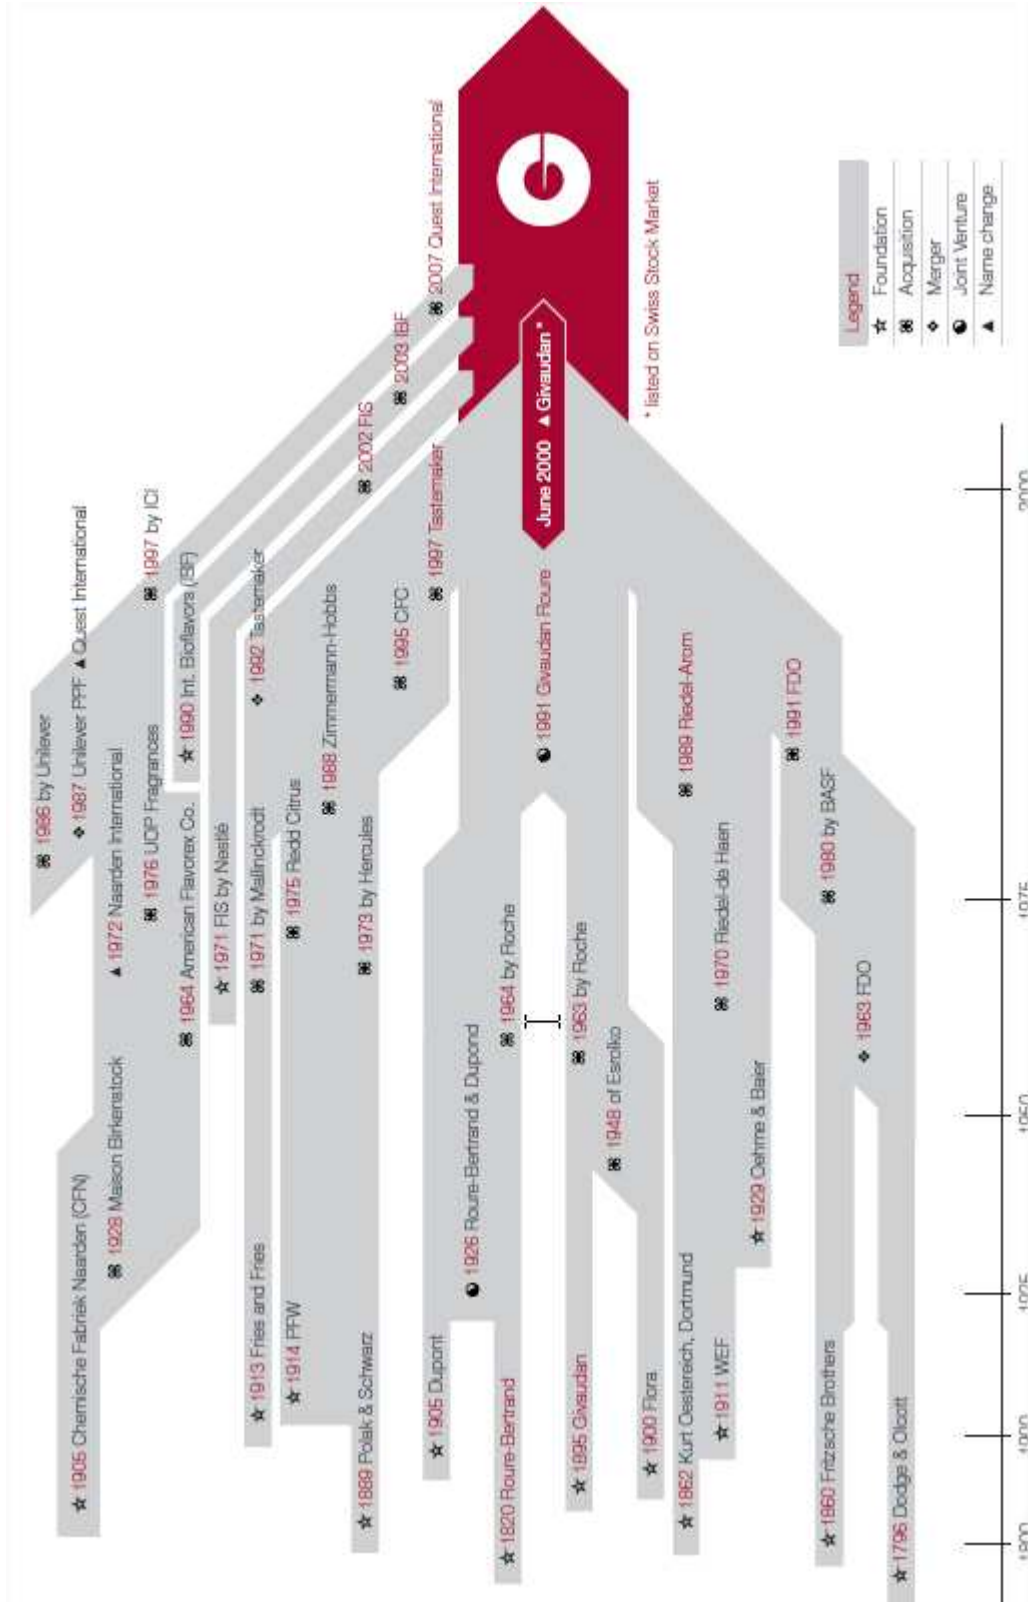 1986 by Unilever
1987 Unilever PPF ▲ Quest International
1905 Chemische Fabriek Naarden (CFN)
1928 Maison Birkenstock
1972 Naarden International
1976 UOP Fragrances
1997 by ICI
1964 American Flavorex Co.
1990 Int. Bioflavors (IBF)
1971 FIS by Nestlé
1913 Fries and Fries
1971 by Mallinckrodt
1992 Tastemaker
1914 PFW
1975 Redd Citrus
1988 Zimmermann-Hobbs
1889 Polak & Schwarz
1973 by Hercules
2002 FIS
1995 CFC
2003 IBF
1905 Dupont
1997 Tastemaker
2007 Quest International
1926 Roure-Bertrand & Dupond
1820 Roure-Bertrand
1964 by Roche
1991 Givaudan Roure
June 2000 ▲ Givaudan *
1895 Givaudan
1963 by Roche
1948 of Esrolko
1900 Flora
* listed on Swiss Stock Market
1862 Kurt Oestereich, Dortmund
1989 Riedel-Arom
1911 WEF
1970 Riedel-de Haen
1929 Oehme & Baier
1991 FDO
1860 Fritzsche Brothers
1980 by BASF
1963 FDO
1796 Dodge & Olcott
Legend
Foundation
Acquisition
Merger
Joint Venture
Name change
1800
1900
1925
1950
1975
2000